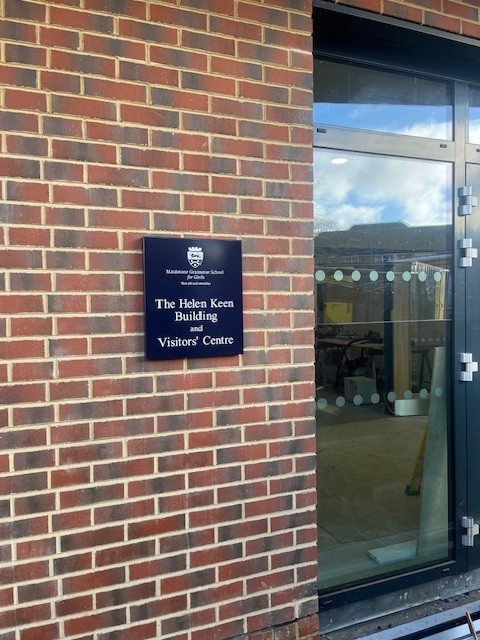 Maidstone Grammar School
for Girls
The Helen Keen
Building
and
Visitors' Centre